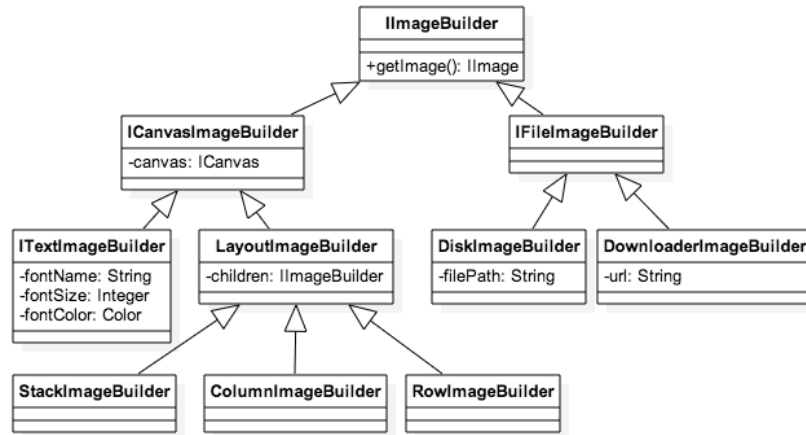 IImageBuilder
+getImage(): IImage
ICanvasImageBuilder
-canvas: ICanvas
IFileImageBuilder
ITextImageBuilder
-fontName: String
-fontSize: Integer
-fontColor: Color
LayoutImageBuilder
-children: IImageBuilder
DiskImageBuilder
-filePath: String
DownloaderImageBuilder
-url: String
StackImageBuilder
ColumnImageBuilder
RowImageBuilder